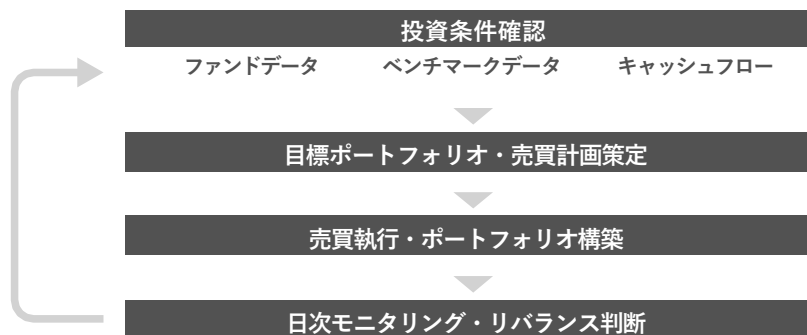 投資条件確認
ファンドデータ ベンチマークデータ キャッシュフロー
目標ポートフォリオ・売買計画策定
売買執行・ポートフォリオ構築
日次モニタリング・リバランス判断